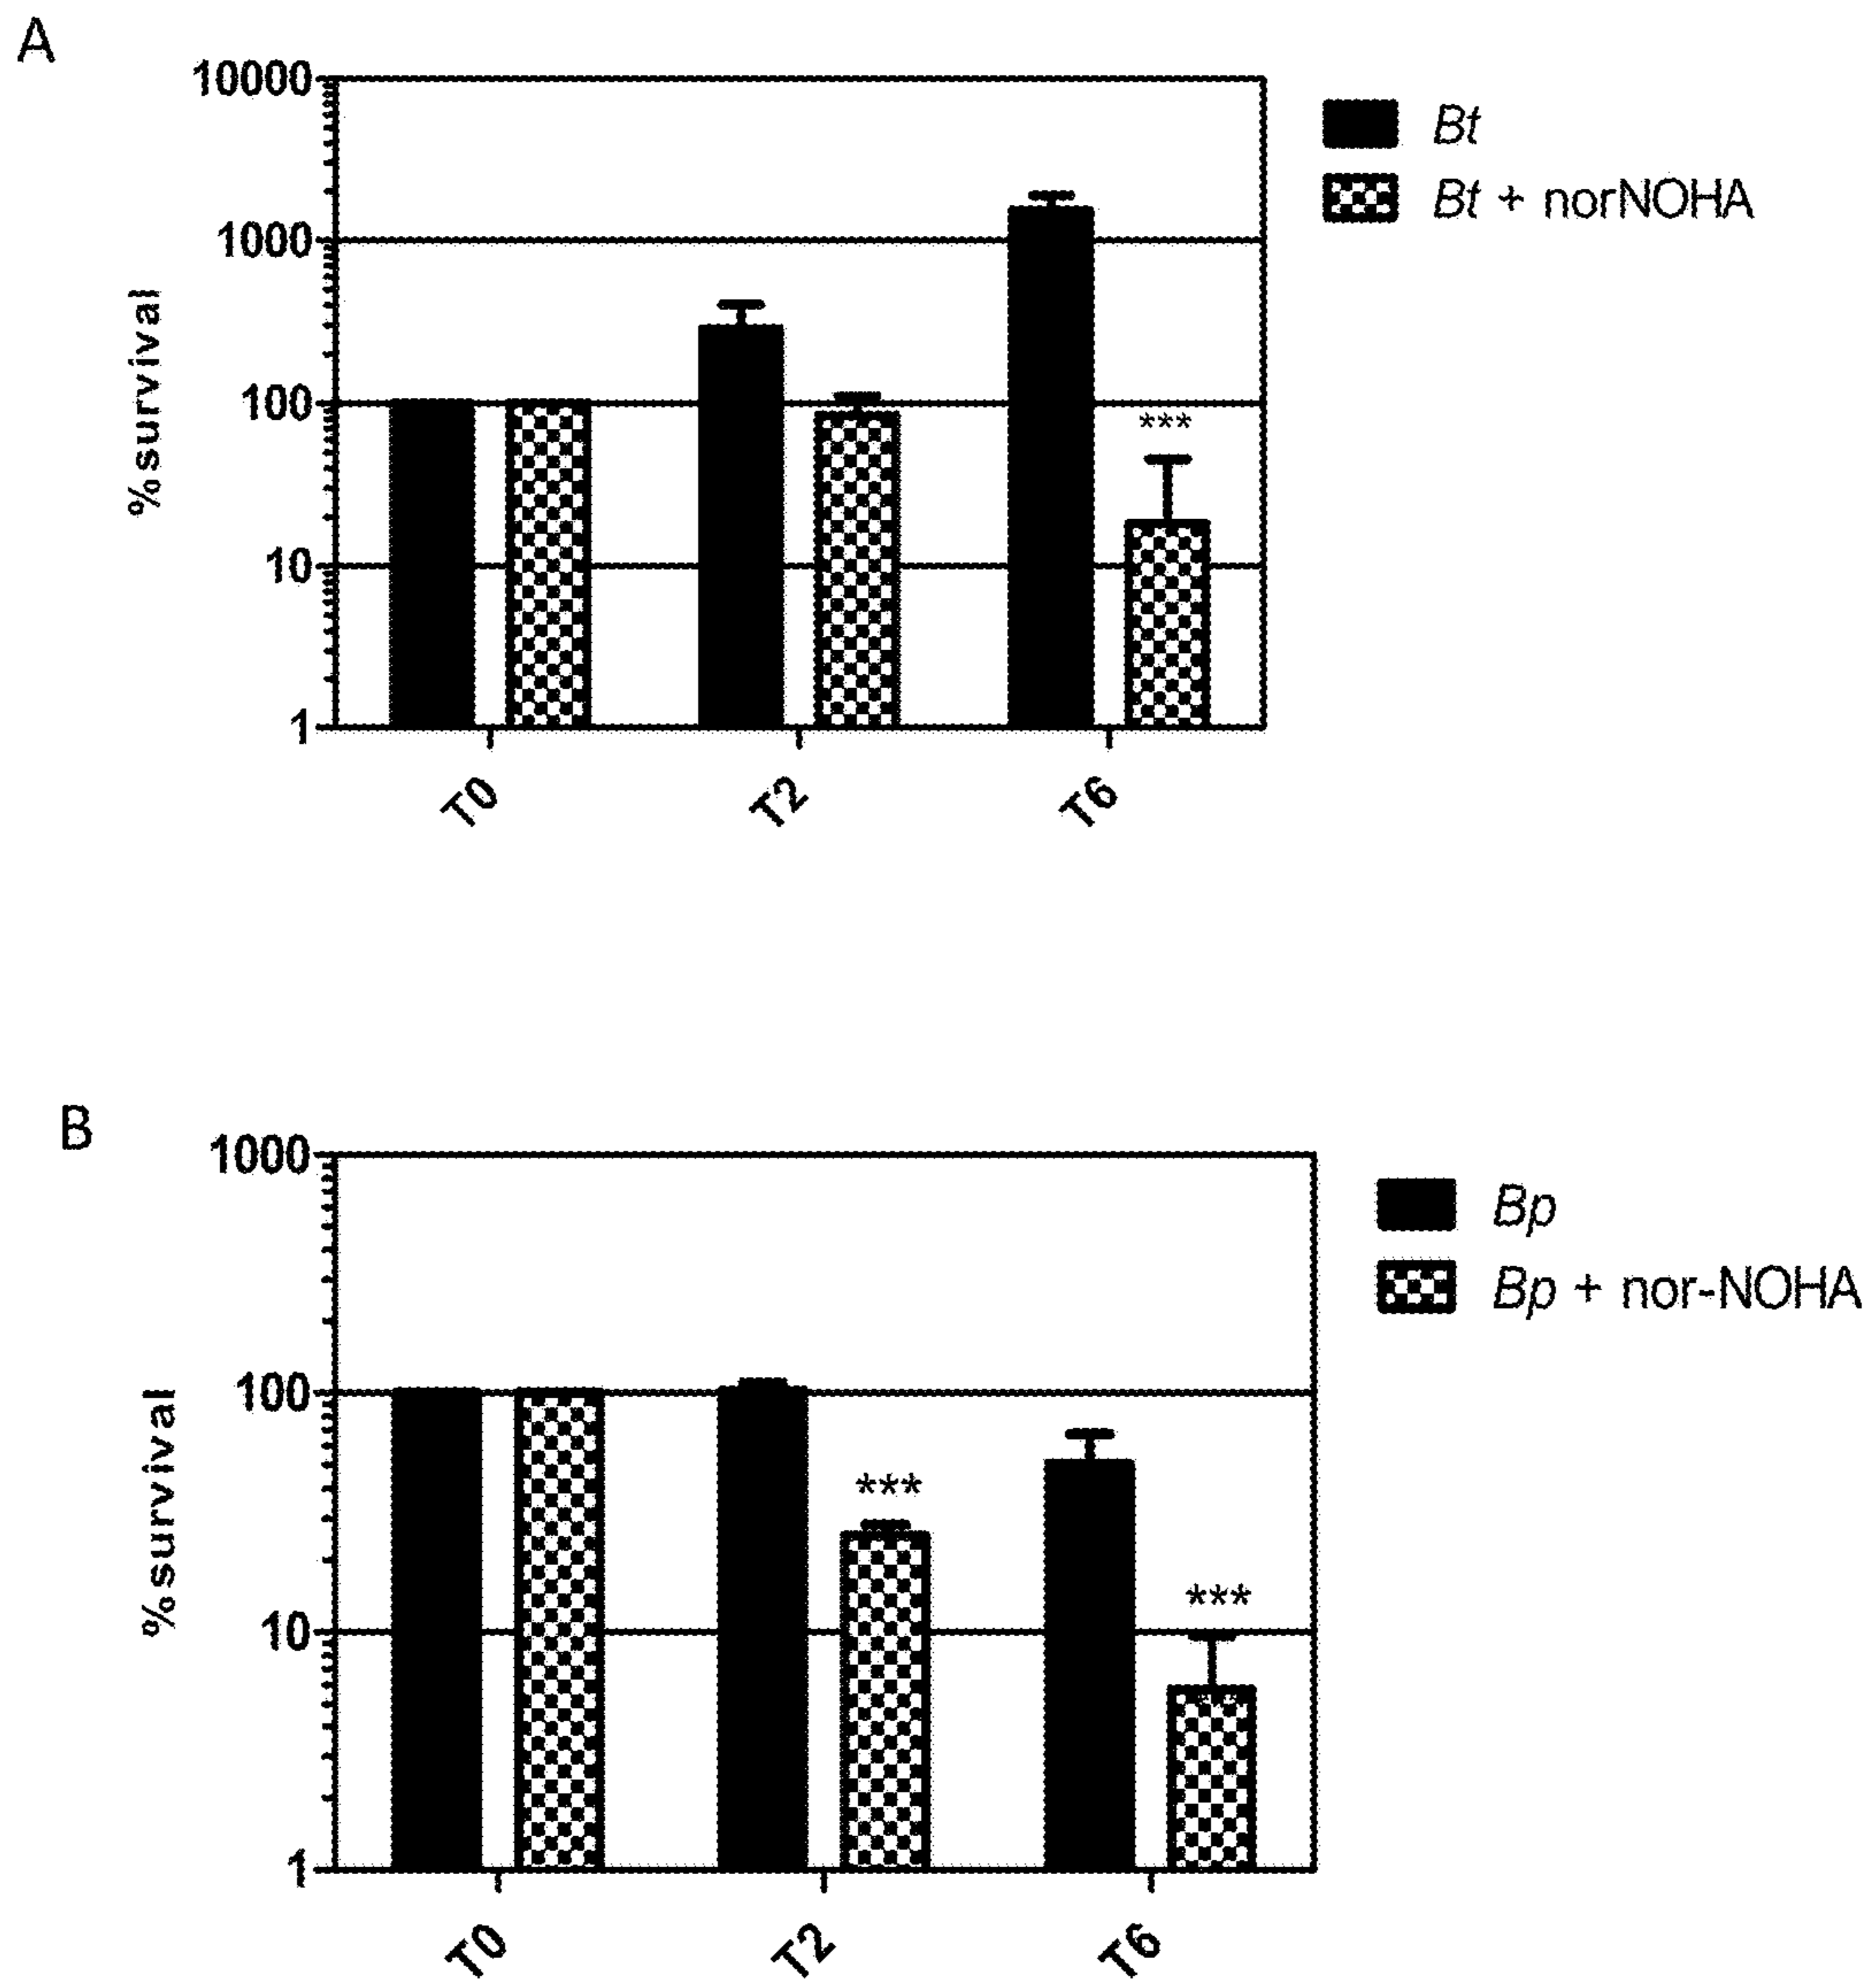 A
10000
1000
100
10
1
%survival
T0
T2
T6
***
Bt
Bt + norNOHA
B
1000
100
10
1
%survival
T0
T2
T6
***
***
Bp
Bp + nor-NOHA